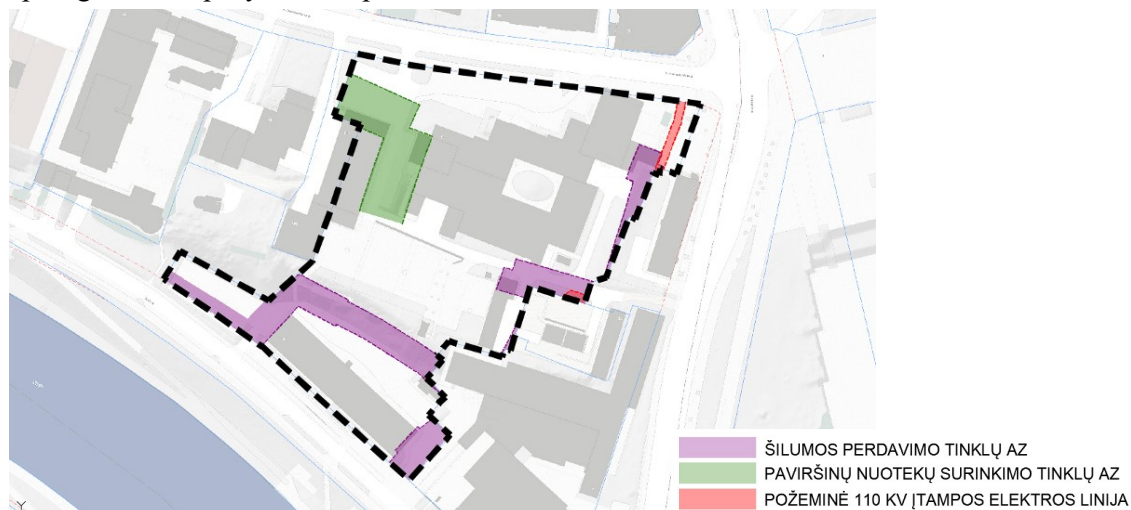 ŠILUMOS PERDAVIMO TINKLŲ AZ
PAVIRŠINŲ NUOTEKŲ SURINKIMO TINKLŲ AZ
POŽEMINĖ 110 KV ĮTAMPOS ELEKTROS LINIJA